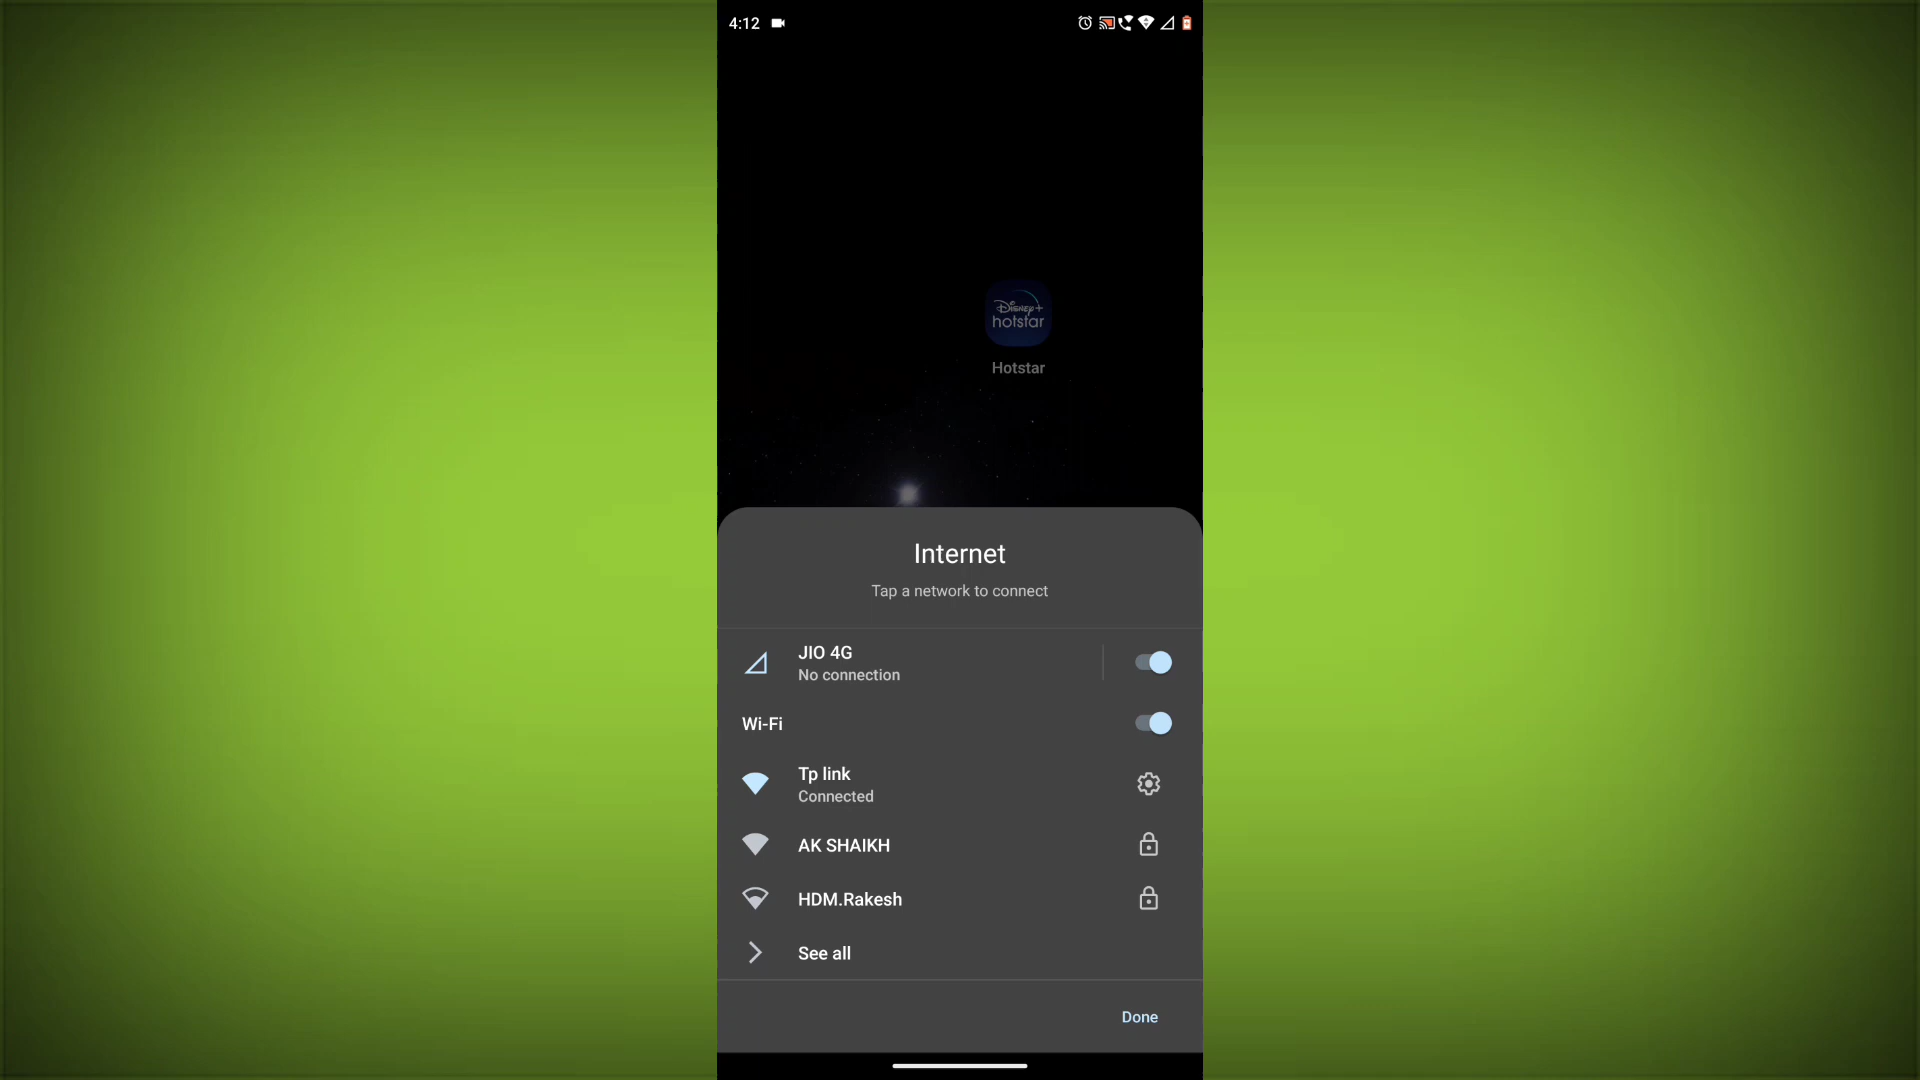 4:12
Disney+
hotstar
Hotstar
Internet
Tap a network to connect
JIO 4G
No connection
Wi-Fi
Tp link
Connected
AK SHAIKH
HDM.Rakesh
See all
Done